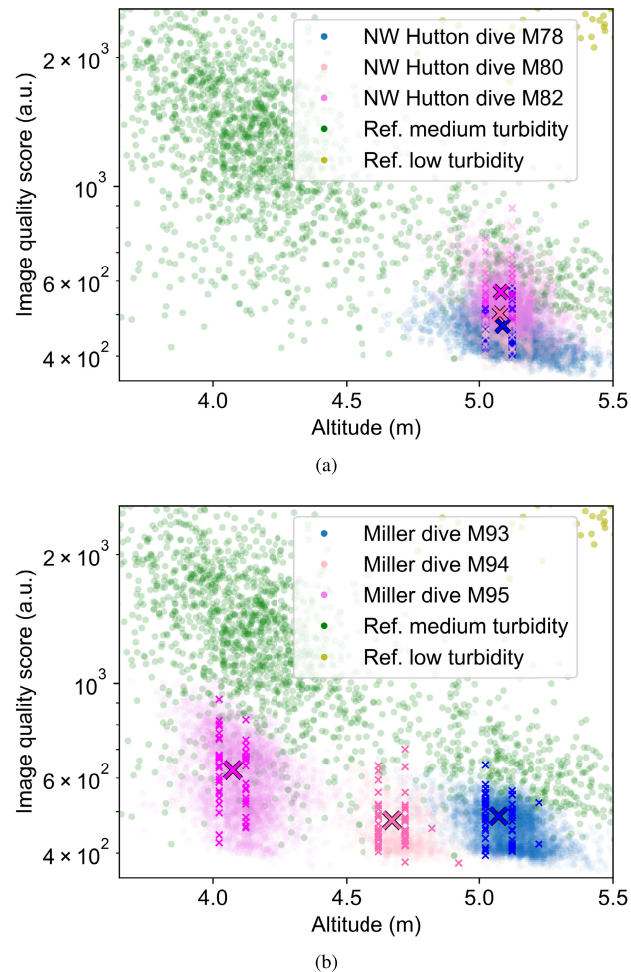 NW Hutton dive M78
NW Hutton dive M80
NW Hutton dive M82
Ref. medium turbidity
Ref. low turbidity
Image quality score (a.u.)
2 × 10³
10³
6 × 10²
4 × 10²
4.0 4.5 5.0 5.5
Altitude (m)
(a)
Miller dive M93
Miller dive M94
Miller dive M95
Ref. medium turbidity
Ref. low turbidity
Image quality score (a.u.)
2 × 10³
10³
6 × 10²
4 × 10²
4.0 4.5 5.0 5.5
Altitude (m)
(b)